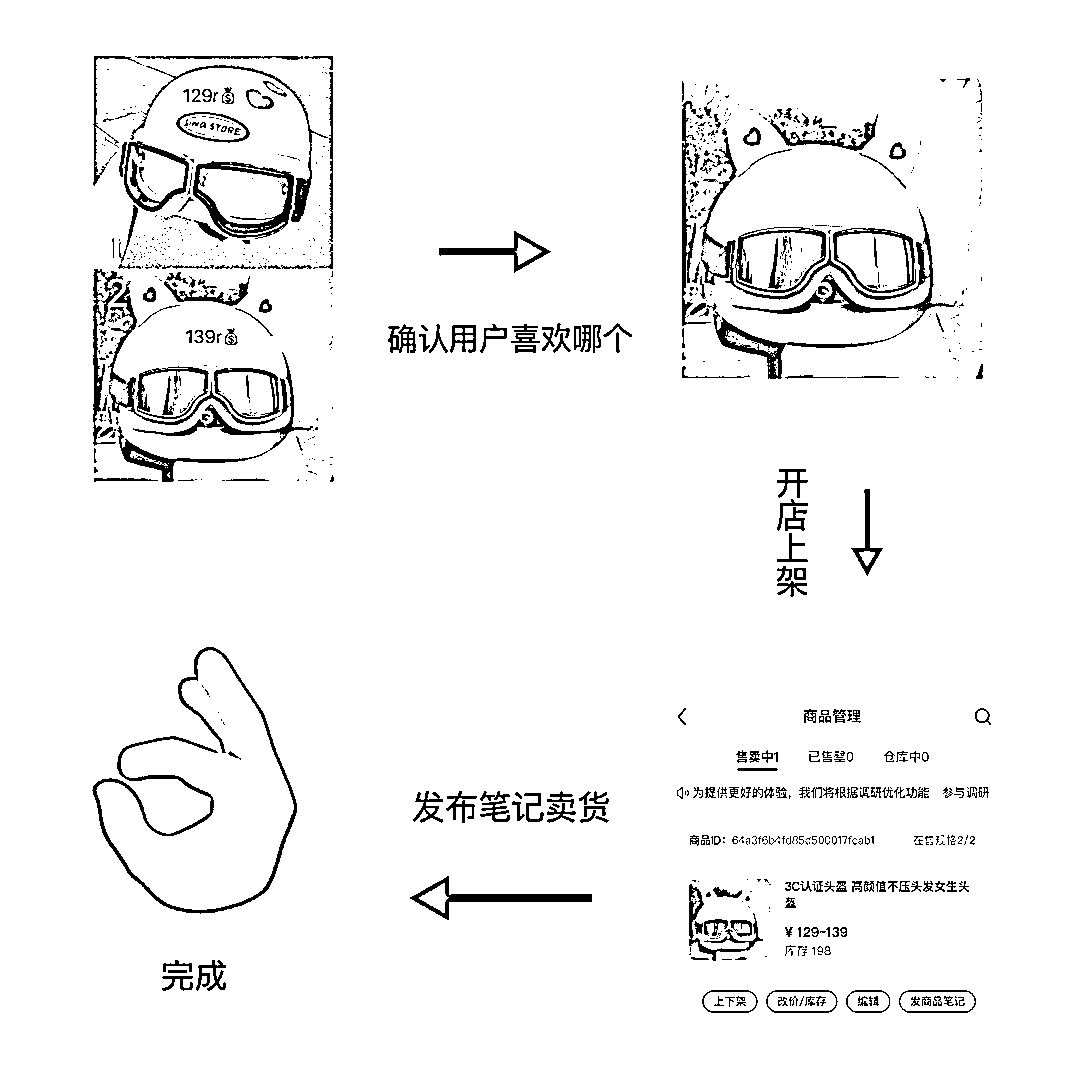 129r
LING STORE
2
139r
确认用户喜欢哪个
开店上架
商品管理
售卖中1 已售罄0 仓库中0
为提供更好的体验，我们将根据调研优化功能 参与调研
商品ID： 64a3f6b4fd85d500017fcab1 在售规格2/2
3C认证头盔 高颜值不压头发女生头
盔
¥ 129-139
库存 198
上下架 改价/库存 编辑 发商品笔记
发布笔记卖货
完成